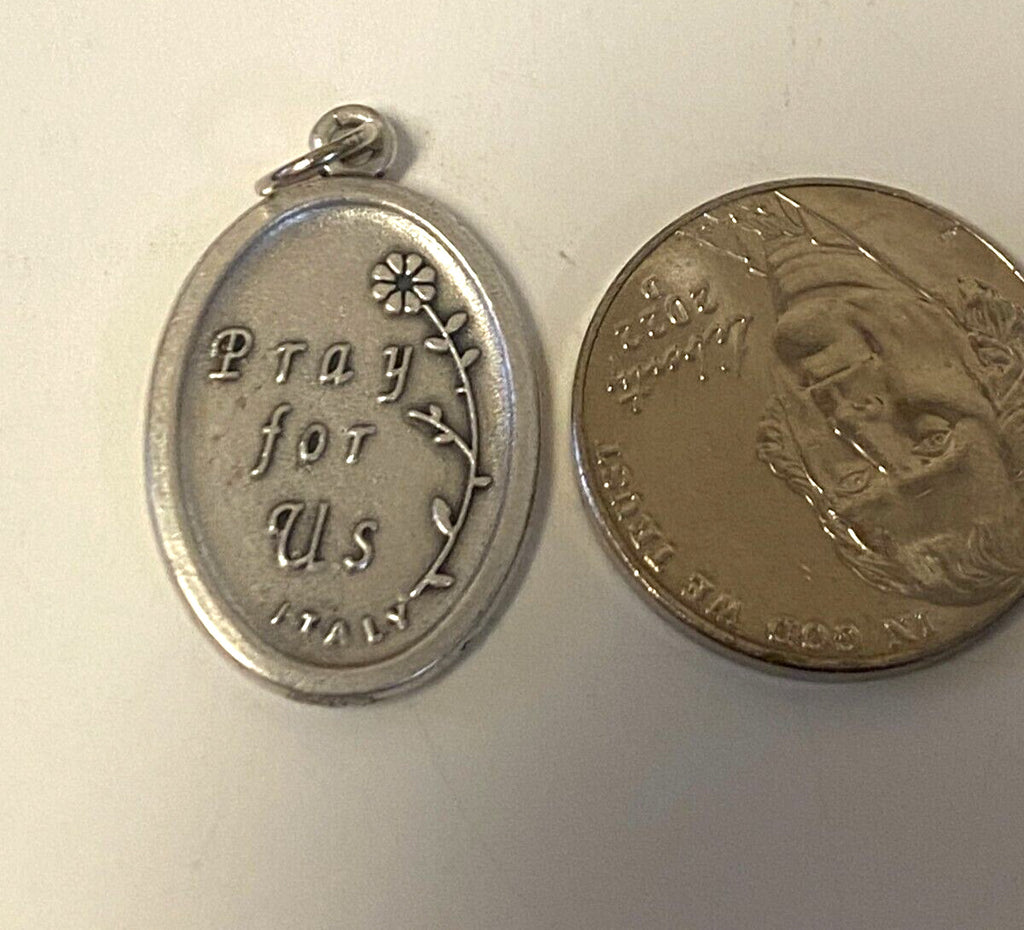 Pray
for
Us
ITALY
IN GOD WE TRUST
Liberty
2022